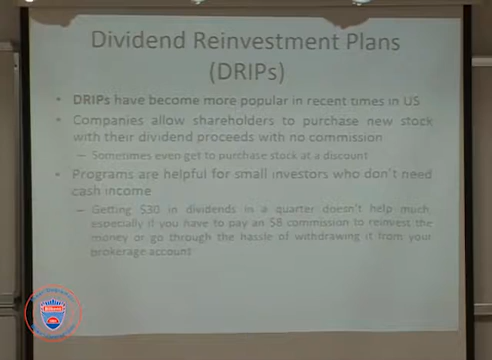 Dividend Reinvestment Plans
(DRIPs)
• DRIPs have become more popular in recent times in US
• Companies allow shareholders to purchase new stock
with their dividend proceeds with no commission
– Sometimes even get to purchase stock at a discount
• Programs are helpful for small investors who don't need
cash income
– Getting $30 in dividends in a quarter doesn't help much,
especially if you have to pay an $8 commission to reinvest the
money or go through the hassle of withdrawing it from your
brokerage account